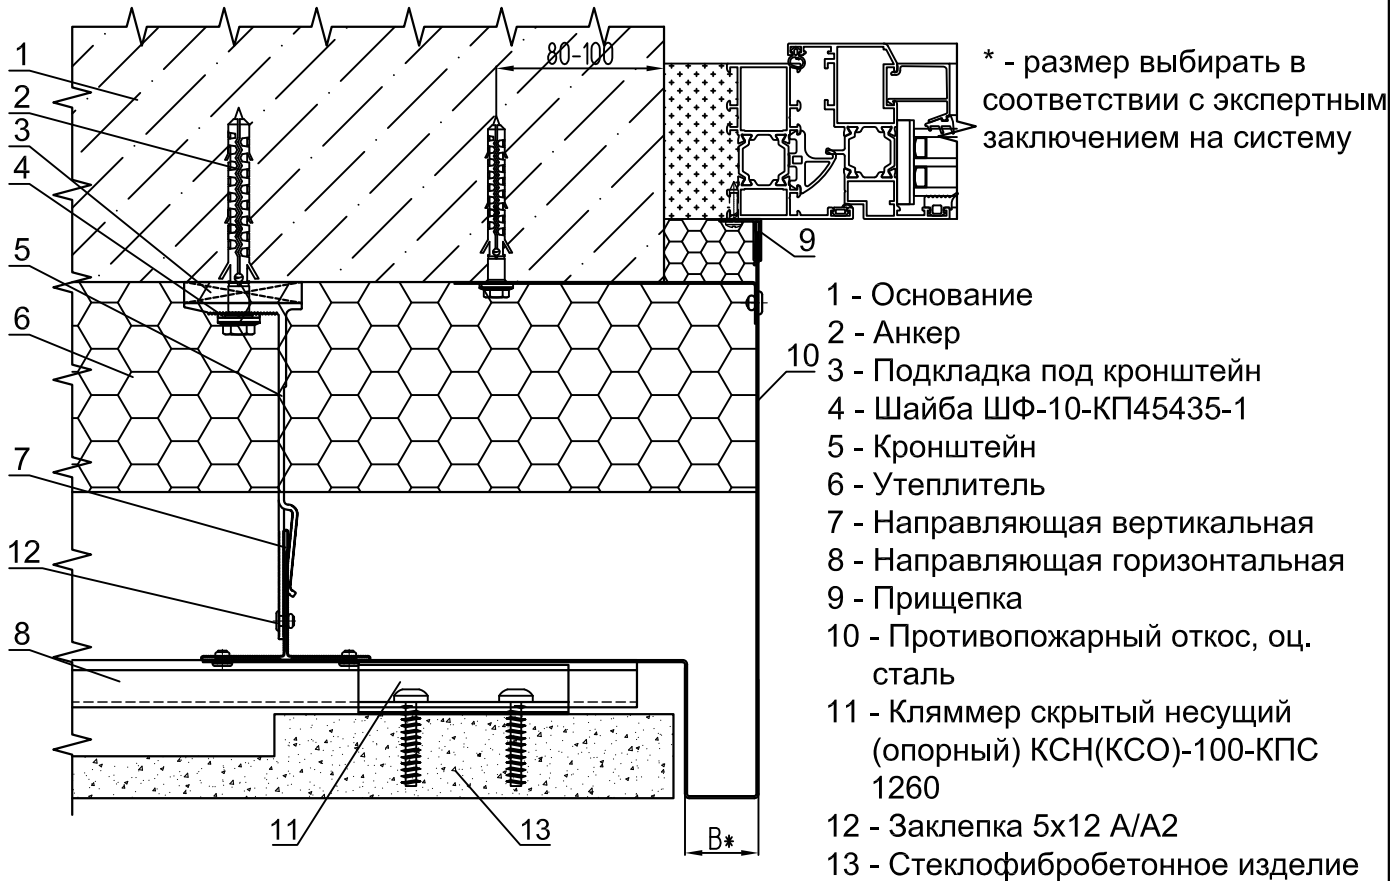 80-100
* - размер выбирать в
соответствии с экспертным
заключением на систему
1
2
3
4
5
6
7
12
8
9
10
11
13
B*
1 - Основание
2 - Анкер
3 - Подкладка под кронштейн
4 - Шайба ШФ-10-КП45435-1
5 - Кронштейн
6 - Утеплитель
7 - Направляющая вертикальная
8 - Направляющая горизонтальная
9 - Прищепка
10 - Противопожарный откос, оц.
сталь
11 - Кляммер скрытый несущий
(опорный) КСН(КСО)-100-КПС
1260
12 - Заклепка 5х12 А/А2
13 - Стеклофибробетонное изделие